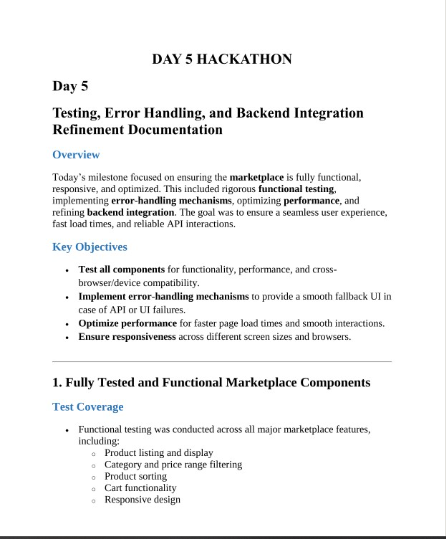 DAY 5 HACKATHON
Day 5
Testing, Error Handling, and Backend Integration
Refinement Documentation
Overview
Today’s milestone focused on ensuring the marketplace is fully functional,
responsive, and optimized. This included rigorous functional testing,
implementing error-handling mechanisms, optimizing performance, and
refining backend integration. The goal was to ensure a seamless user experience,
fast load times, and reliable API interactions.
Key Objectives
• Test all components for functionality, performance, and cross-
browser/device compatibility.
• Implement error-handling mechanisms to provide a smooth fallback UI in
case of API or UI failures.
• Optimize performance for faster page load times and smooth interactions.
• Ensure responsiveness across different screen sizes and browsers.
1. Fully Tested and Functional Marketplace Components
Test Coverage
• Functional testing was conducted across all major marketplace features,
including:
o Product listing and display
o Category and price range filtering
o Product sorting
o Cart functionality
o Responsive design